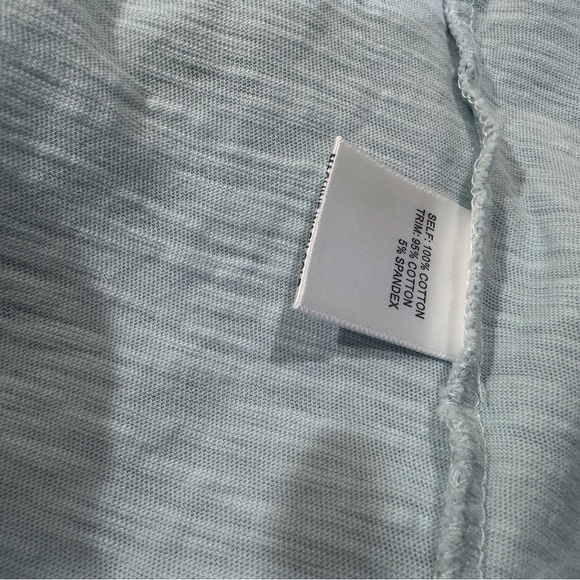 SELF: 100% COTTON
TRIM: 95% COTTON
5% SPANDEX